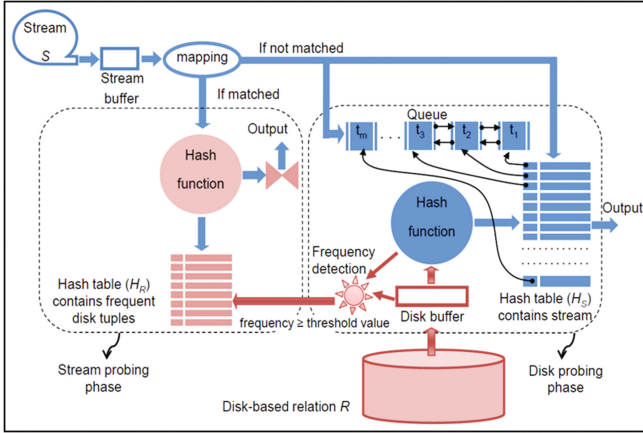 Stream
S
Stream
buffer
mapping
If not matched
If matched
Output
Hash
function
Queue
tm . . . t3 t2 t1
Hash
function
Output
Frequency
detection
Hash table (HR)
contains frequent
disk tuples
frequency ≥ threshold value
Disk buffer
Hash table (HS)
contains stream
Stream probing
phase
Disk-based relation R
Disk probing
phase